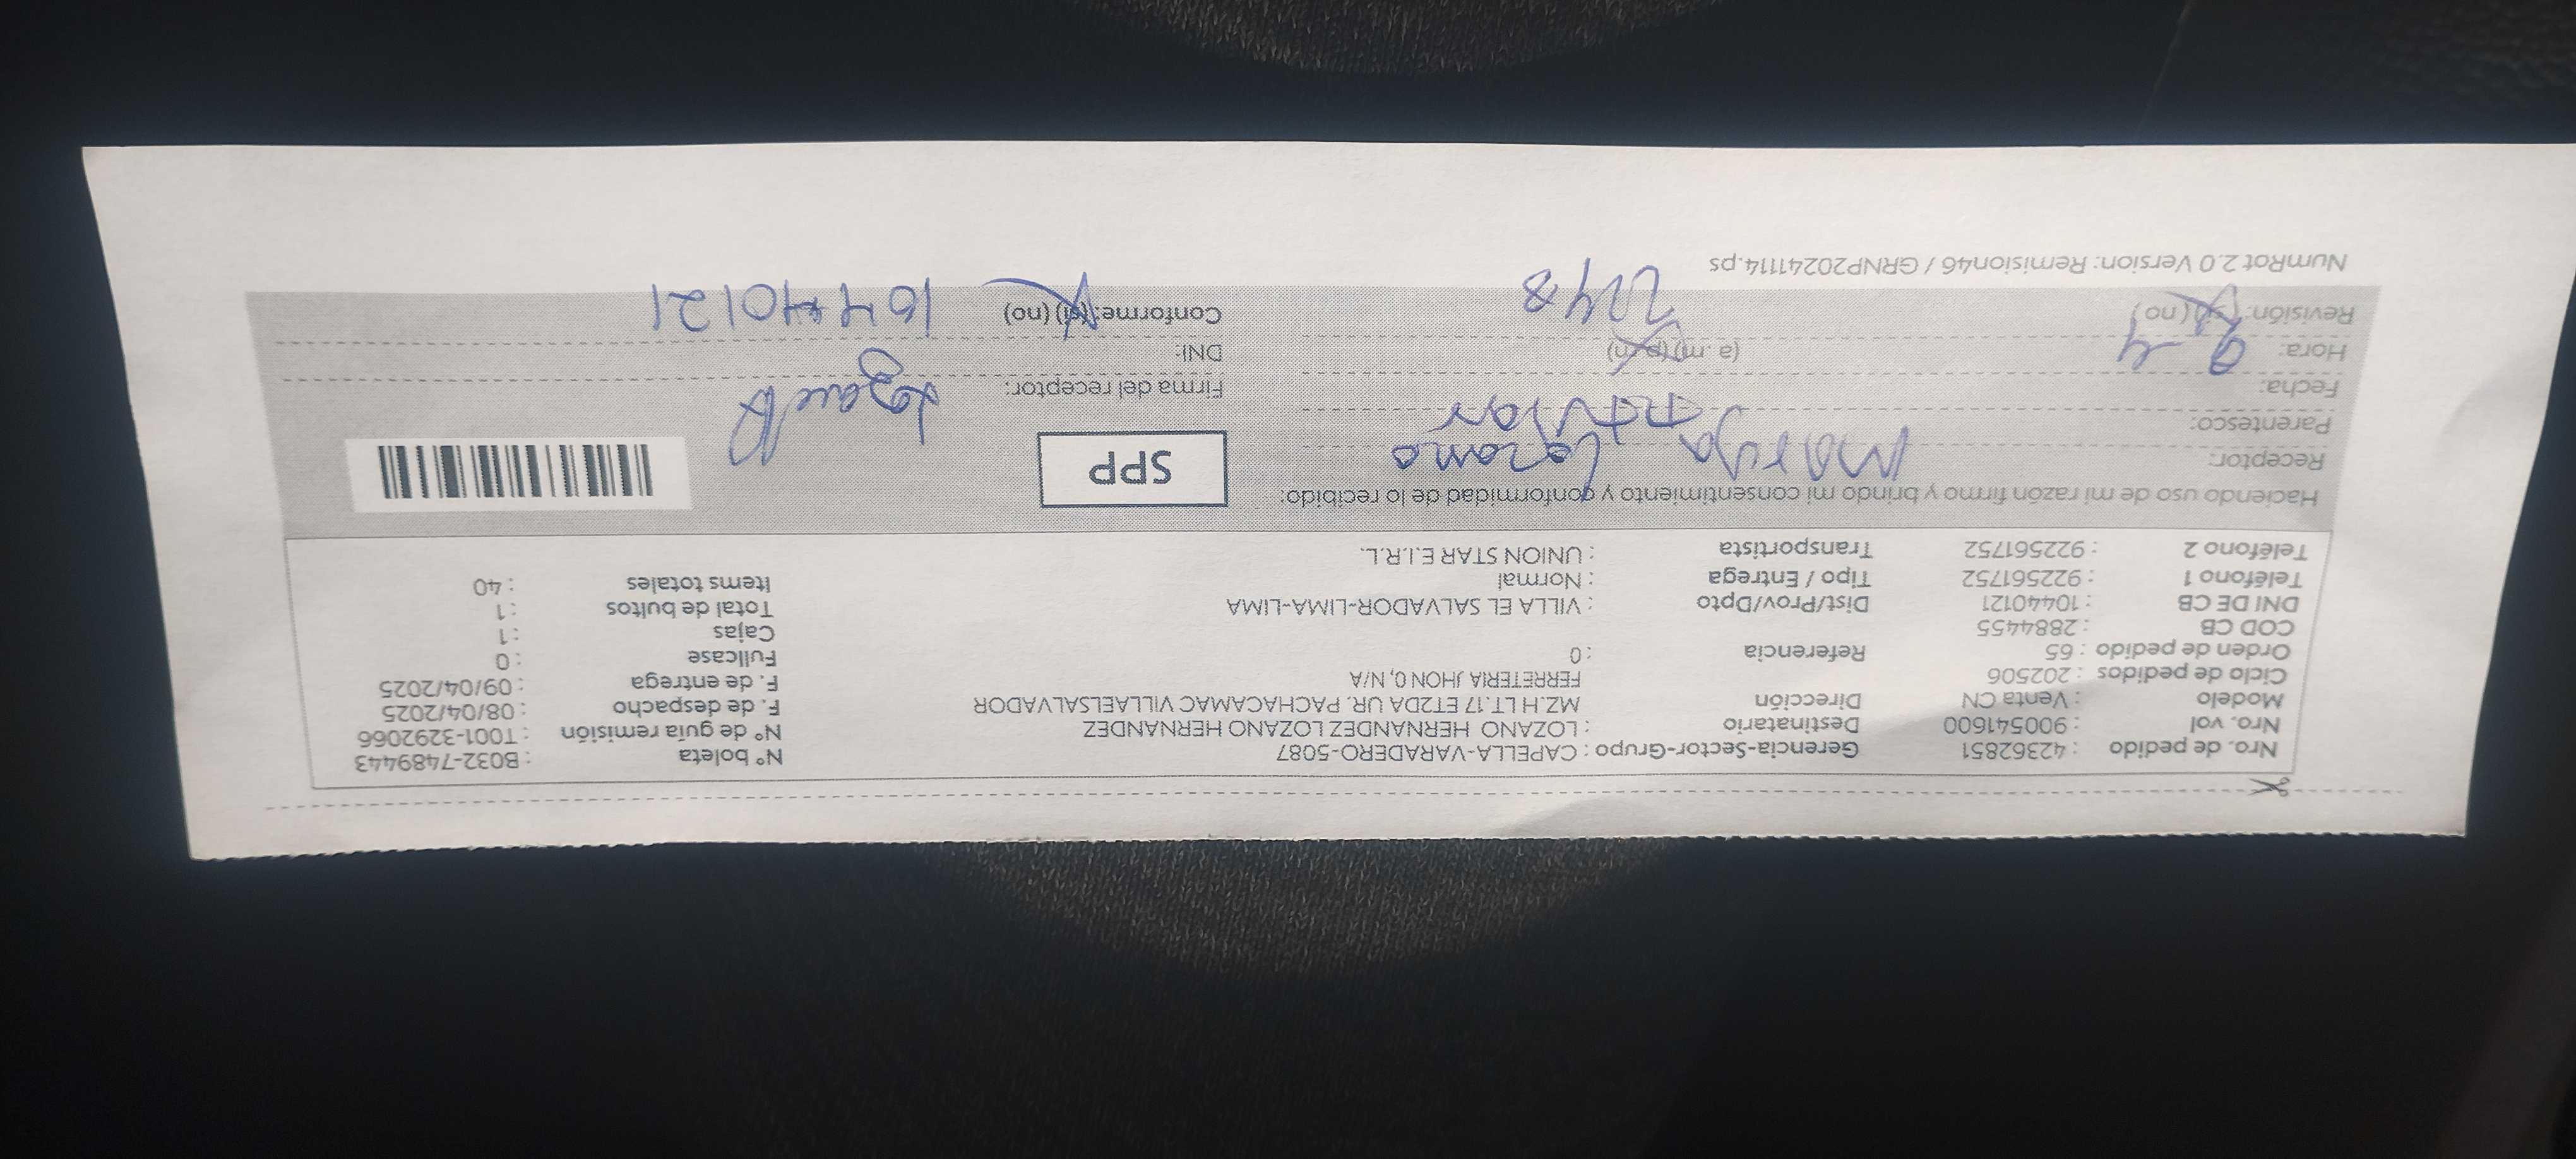 Nro. de pedido : 42362851 Gerencia-Sector-Grupo : CAPELLA-VARADERO-5087 N° boleta : B032-7489443
Nro. vol : 900541600 Destinatario : LOZANO HERNANDEZ LOZANO HERNANDEZ N° de guía remisión : T001-3292066
Modelo : Venta CN Dirección MZ.H LT.17 ET2DA UR. PACHACAMAC VILLAELSALVADOR F. de despacho : 08/04/2025
Ciclo de pedidos : 202506 FERRETERIA JHON 0, N/A F. de entrega : 09/04/2025
Orden de pedido : 65 Referencia : 0 Fullcase : 0
COD CB : 2884455 Cajas : 1
DNI DE CB : 10440121 Dist/Prov/Dpto : VILLA EL SALVADOR-LIMA-LIMA Total de bultos : 1
Teléfono 1 : 922561752 Tipo / Entrega : Normal Items totales : 40
Teléfono 2 : 922561752 Transportista : UNION STAR E.I.R.L.
Haciendo uso de mi razón firmo y brindo mi consentimiento y conformidad de lo recibido:
SPP
Receptor: Maruja Lozano
Parentesco: Titular
Firma del receptor:
Fecha: 9-4
Hora: (a. m) (p. m)
DNI: 10440121
Revisión: (si) (no)
Conforme: (si) (no)
NumRot 2.0 Version: Remision46 / GRNP20241114.ps